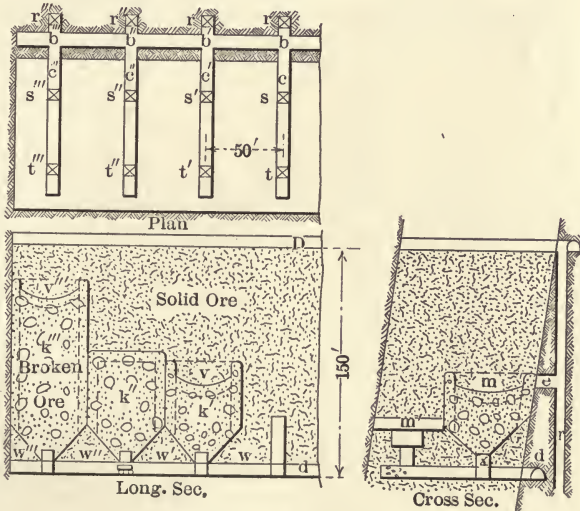 r''' r'' r' r
b''' b'' b' b
c''' c'' c' c
s''' s'' s' s
50'
t''' t'' t' t
Plan
D
v
Solid Ore
k''
Broken
Ore
k'
v
k
150'
w''' w'' w' w d
Long. Sec.
m
e
m
r
d
Cross Sec.